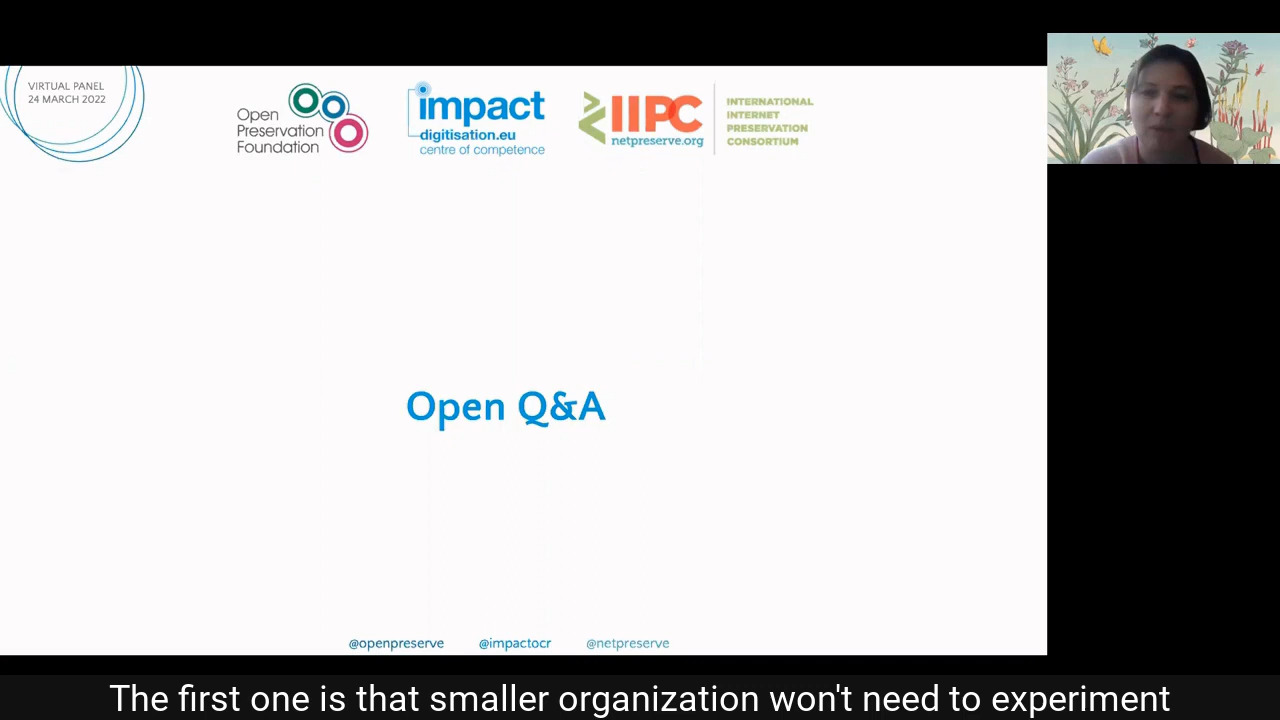 VIRTUAL PANEL
24 MARCH 2022
Open
Preservation
Foundation
impact
digitisation.eu
centre of competence
IIPC
netpreserve.org
INTERNATIONAL
INTERNET
PRESERVATION
CONSORTIUM
Open Q&A
@openpreserve @impactocr @netpreserve
The first one is that smaller organization won't need to experiment